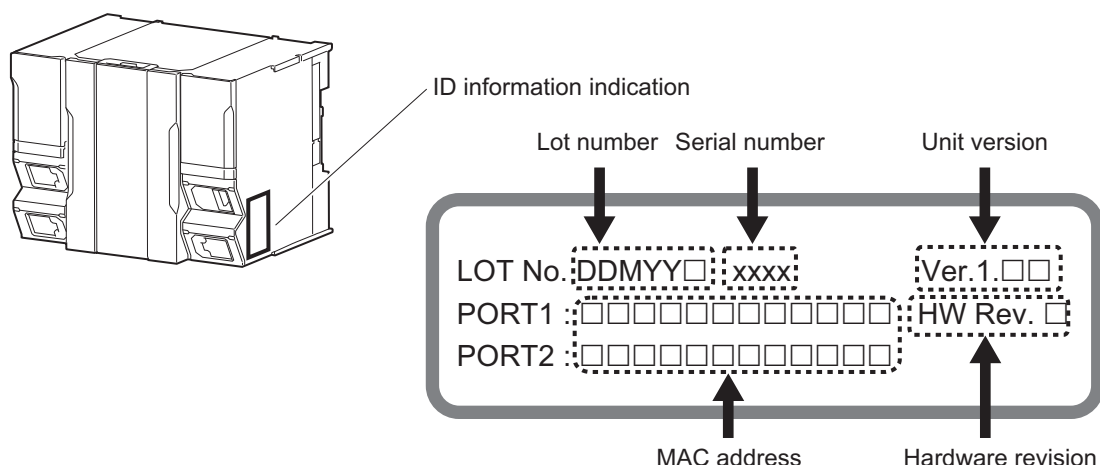 ID information indication
Lot number Serial number Unit version
LOT No. DDMYY□ xxxx Ver.1.□□
PORT1 : □□□□□□□□□□□□ HW Rev. □
PORT2 : □□□□□□□□□□□□
MAC address Hardware revision